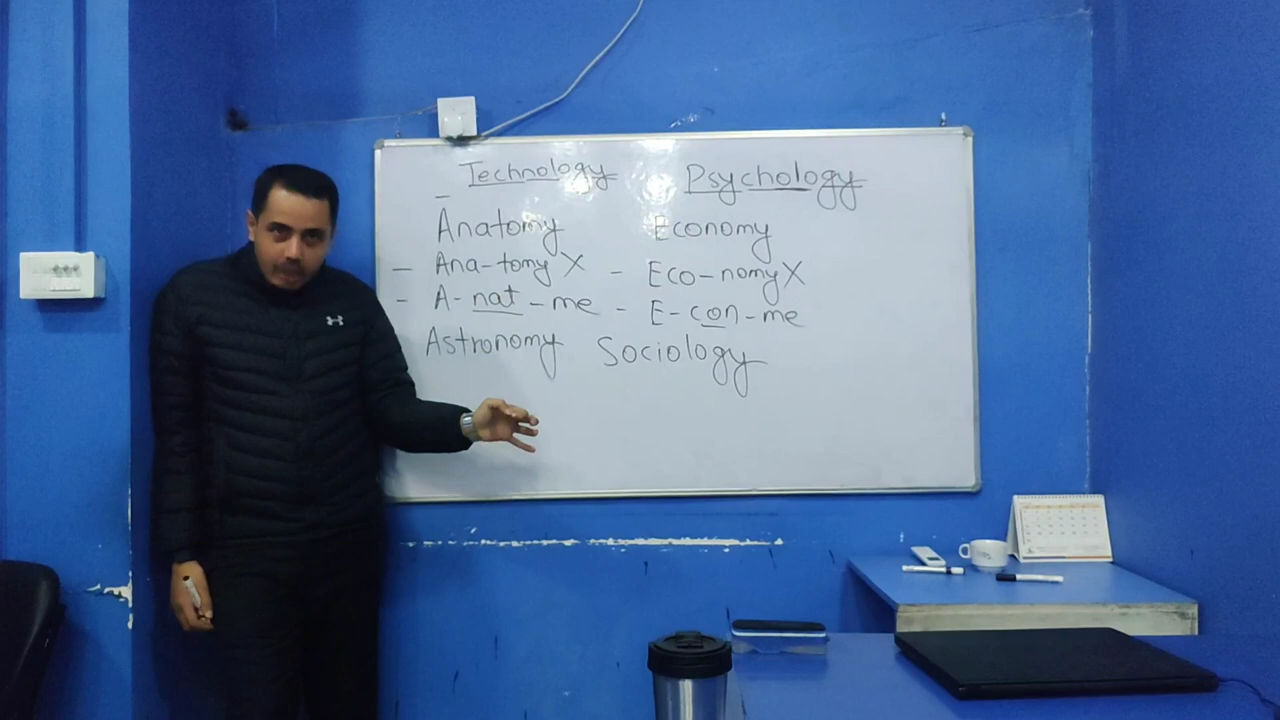 Technology Psychology
Anatomy Economy
- Ana-tomy X - Eco-nomy X
- A-nat-me - E-con-me
Astronomy Sociology